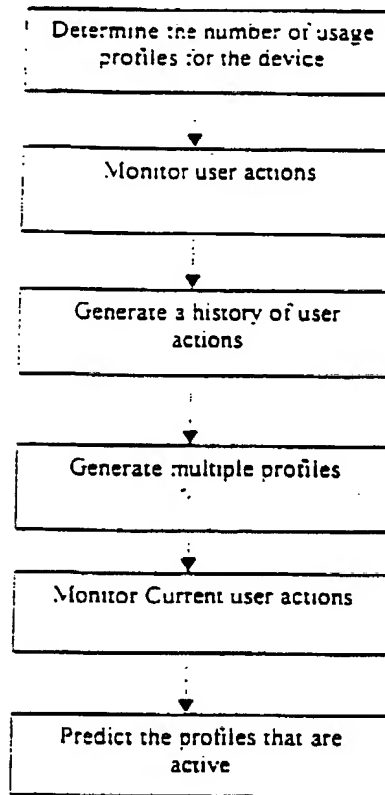 Determine the number of usage
profiles for the device
Monitor user actions
Generate a history of user
actions
Generate multiple profiles
Monitor Current user actions
Predict the profiles that are
active